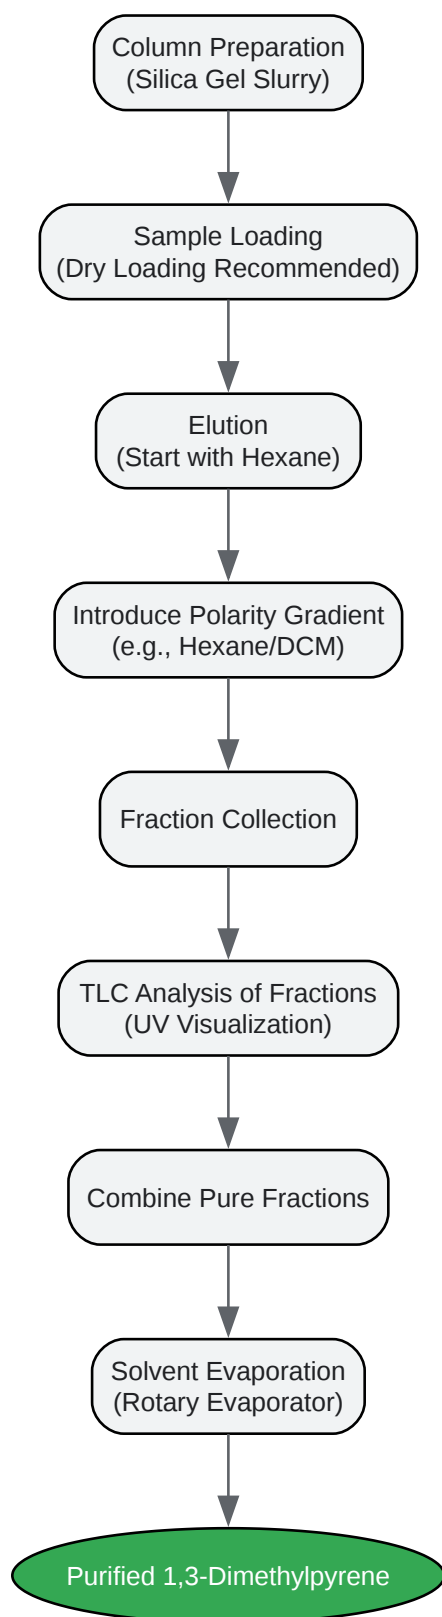 Column Preparation
(Silica Gel Slurry)
Sample Loading
(Dry Loading Recommended)
Elution
(Start with Hexane)
Introduce Polarity Gradient
(e.g., Hexane/DCM)
Fraction Collection
TLC Analysis of Fractions
(UV Visualization)
Combine Pure Fractions
Solvent Evaporation
(Rotary Evaporator)
Purified 1,3-Dimethylpyrene